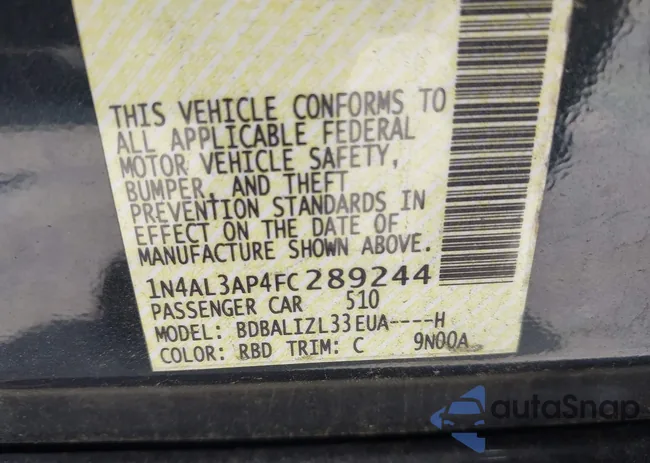 THIS VEHICLE CONFORMS TO
ALL APPLICABLE FEDERAL
MOTOR VEHICLE SAFETY,
BUMPER, AND THEFT
PREVENTION STANDARDS IN
EFFECT ON THE DATE OF
MANUFACTURE SHOWN ABOVE.
1N4AL3AP4FC289244
PASSENGER CAR 510
MODEL: BDBALIZL33EUA----H
COLOR: RBD TRIM: C 9N00A
autoSnap